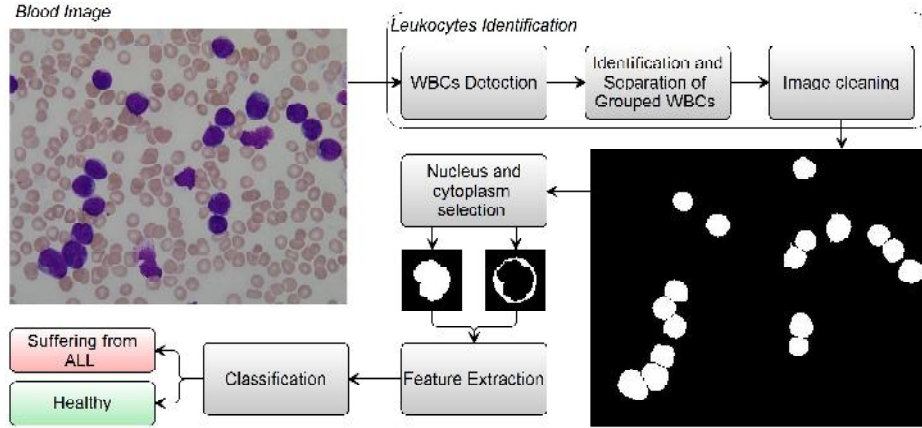 Blood Image
Leukocytes Identification
WBCs Detection
Identification and
Separation of
Grouped WBCs
Image cleaning
Nucleus and
cytoplasm
selection
Feature Extraction
Classification
Suffering from
ALL
Healthy